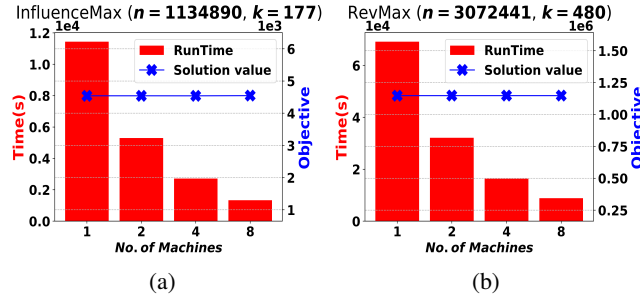 InfluenceMax (n = 1134890, k = 177)
1e4
1e3
1.2
1.0
0.8
0.6
0.4
0.2
0.0
Time(s)
RunTime
Solution value
6
5
4
3
2
1
Objective
1 2 4 8
No. of Machines
(a)
RevMax (n = 3072441, k = 480)
1e4
1e6
6
4
2
0
Time(s)
RunTime
Solution value
1.50
1.25
1.00
0.75
0.50
0.25
Objective
1 2 4 8
No. of Machines
(b)